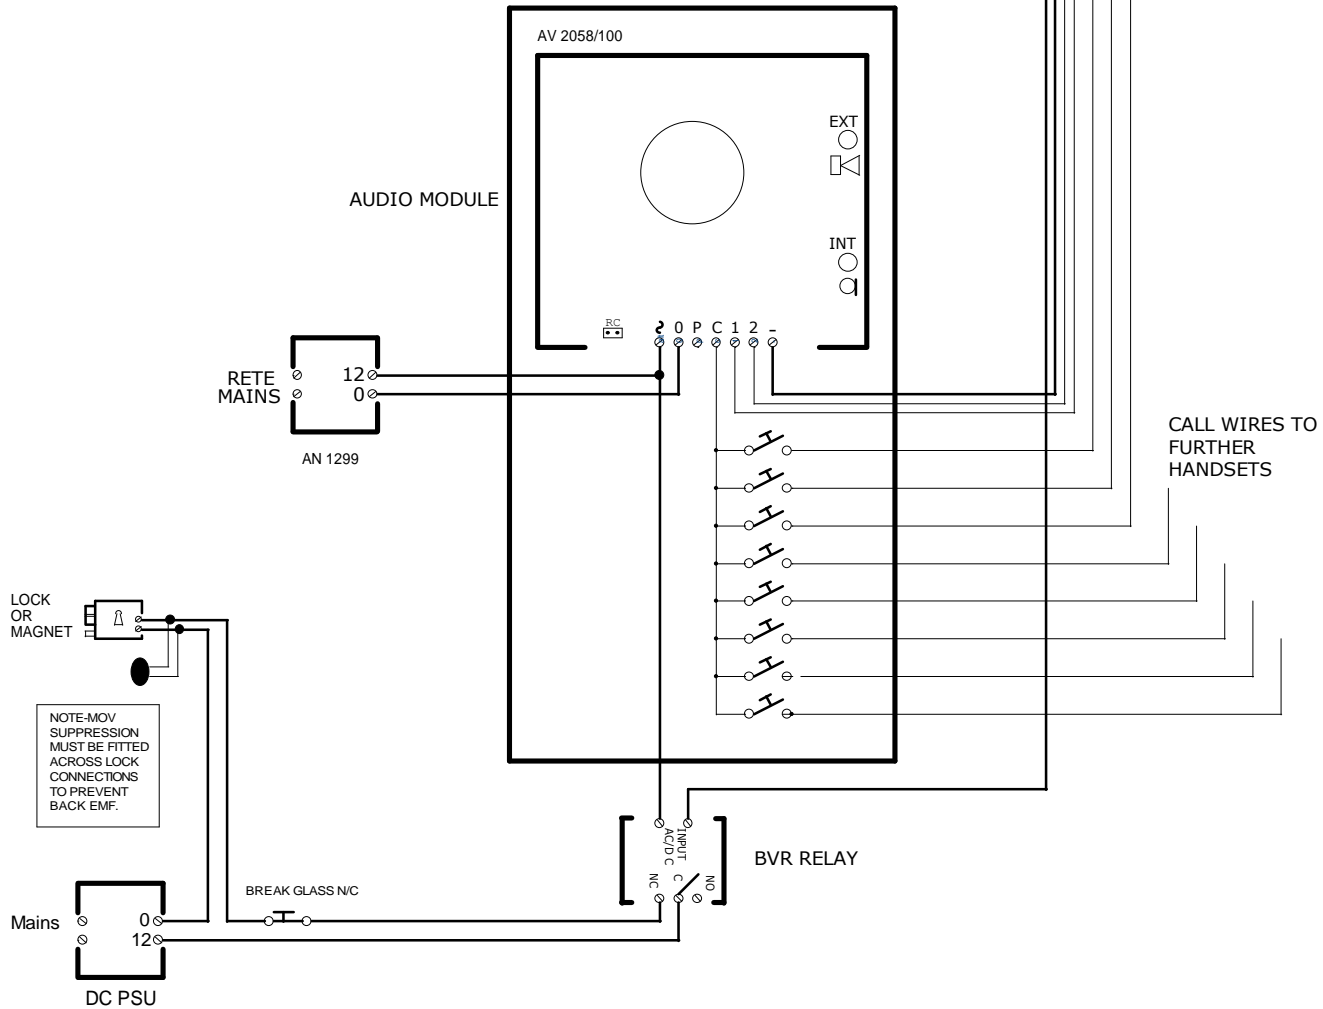 AV 2058/100
EXT
AUDIO MODULE
INT
RC
0 P C 1 2 -
RETE
MAINS
12
0
AN 1299
CALL WIRES TO
FURTHER
HANDSETS
LOCK
OR
MAGNET
NOTE-MOV
SUPPRESSION
MUST BE FITTED
ACROSS LOCK
CONNECTIONS
TO PREVENT
BACK EMF.
AC/DC
INPUT
NC
C
NO
BVR RELAY
BREAK GLASS N/C
Mains
0
12
DC PSU